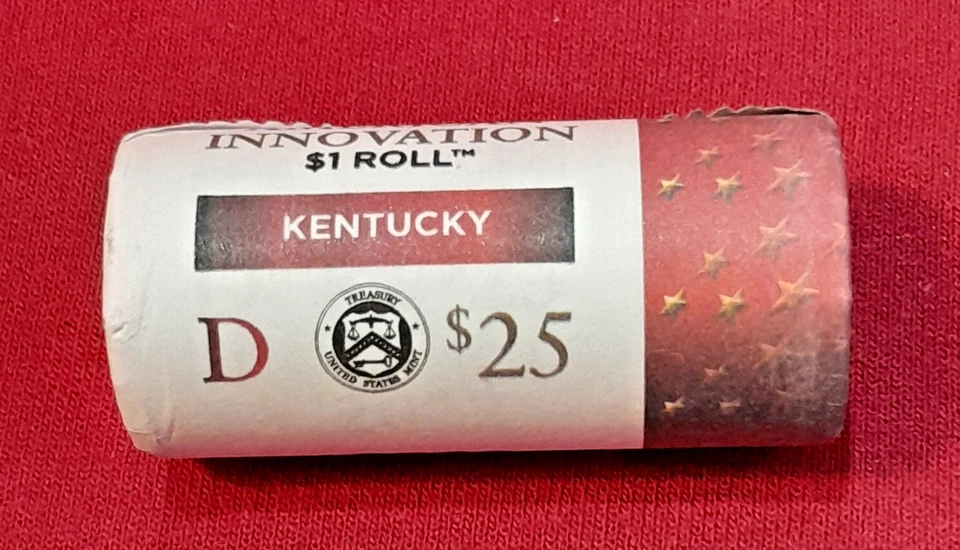 INNOVATION
$1 ROLL™
KENTUCKY
D
TREASURY
UNITED STATES MINT
$25